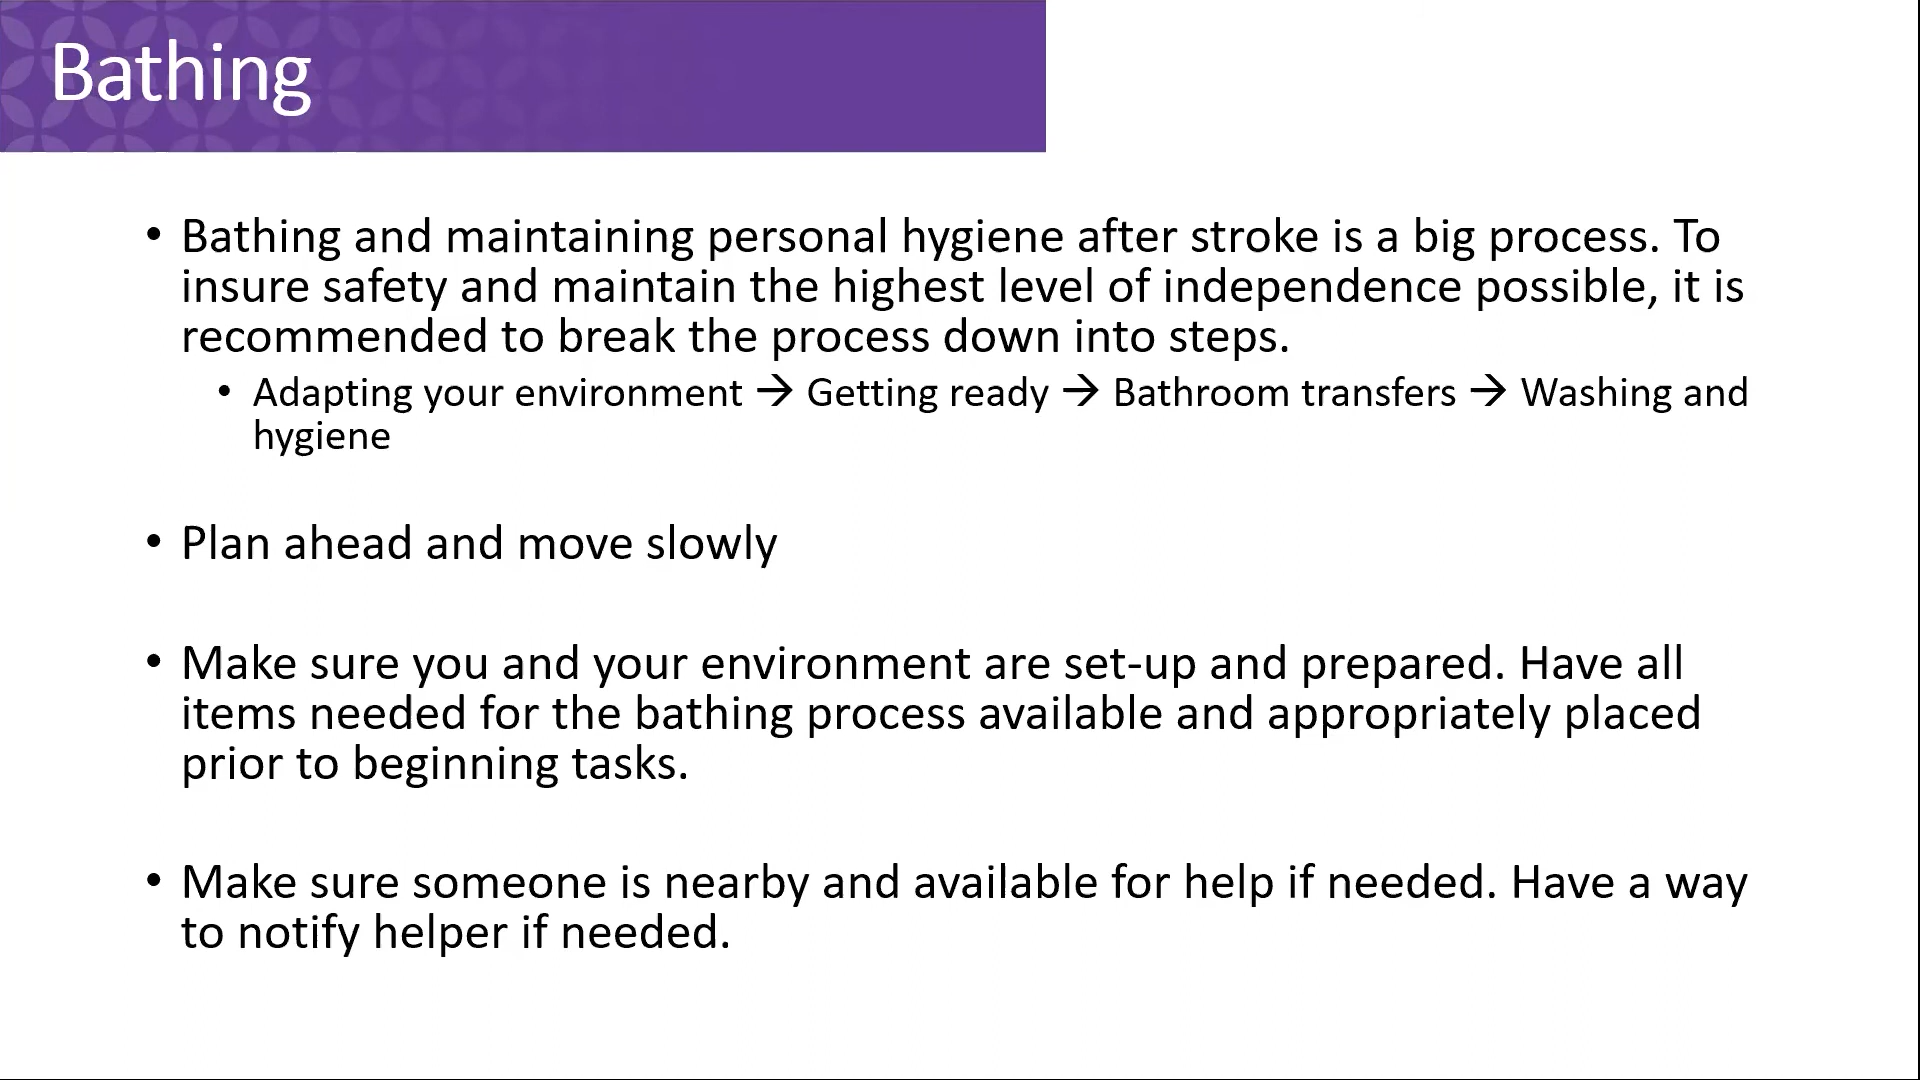 Bathing
• Bathing and maintaining personal hygiene after stroke is a big process. To
insure safety and maintain the highest level of independence possible, it is
recommended to break the process down into steps.
• Adapting your environment → Getting ready → Bathroom transfers → Washing and
hygiene
• Plan ahead and move slowly
• Make sure you and your environment are set-up and prepared. Have all
items needed for the bathing process available and appropriately placed
prior to beginning tasks.
• Make sure someone is nearby and available for help if needed. Have a way
to notify helper if needed.